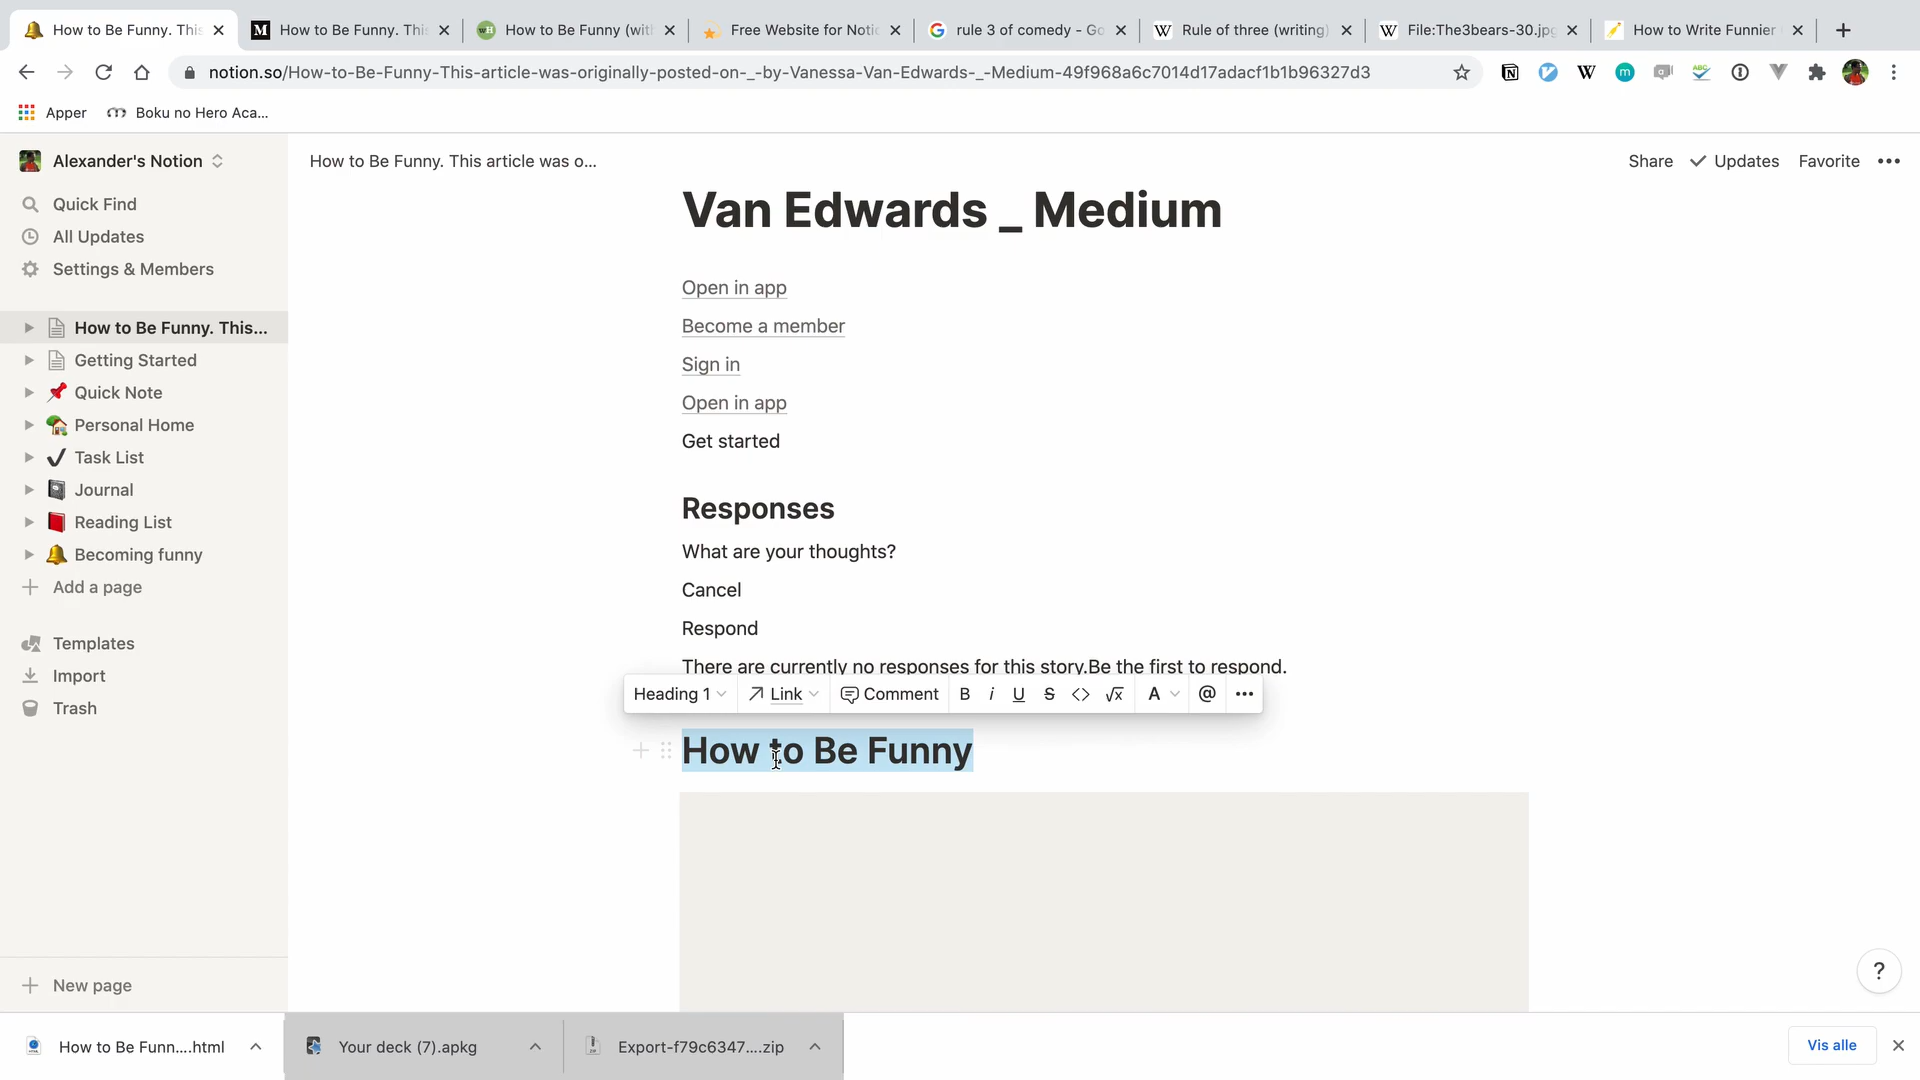 How to Be Funny. This
How to Be Funny. This
How to Be Funny (with
Free Website for Notic
rule 3 of comedy - Go
Rule of three (writing)
File:The3bears-30.jpg
How to Write Funnier
notion.so/How-to-Be-Funny-This-article-was-originally-posted-on-_-by-Vanessa-Van-Edwards-_-Medium-49f968a6c7014d17adacf1b1b96327d3
Apper
Boku no Hero Aca...
Alexander's Notion
How to Be Funny. This article was o...
Share
Updates
Favorite
Quick Find
All Updates
Settings & Members
How to Be Funny. This...
Getting Started
Quick Note
Personal Home
Task List
Journal
Reading List
Becoming funny
Add a page
Templates
Import
Trash
New page
Van Edwards _ Medium
Open in app
Become a member
Sign in
Open in app
Get started
Responses
What are your thoughts?
Cancel
Respond
There are currently no responses for this story.Be the first to respond.
Heading 1
Link
Comment
B i U S <> √x A @ •••
How to Be Funny
?
How to Be Funn....html
Your deck (7).apkg
Export-f79c6347....zip
Vis alle